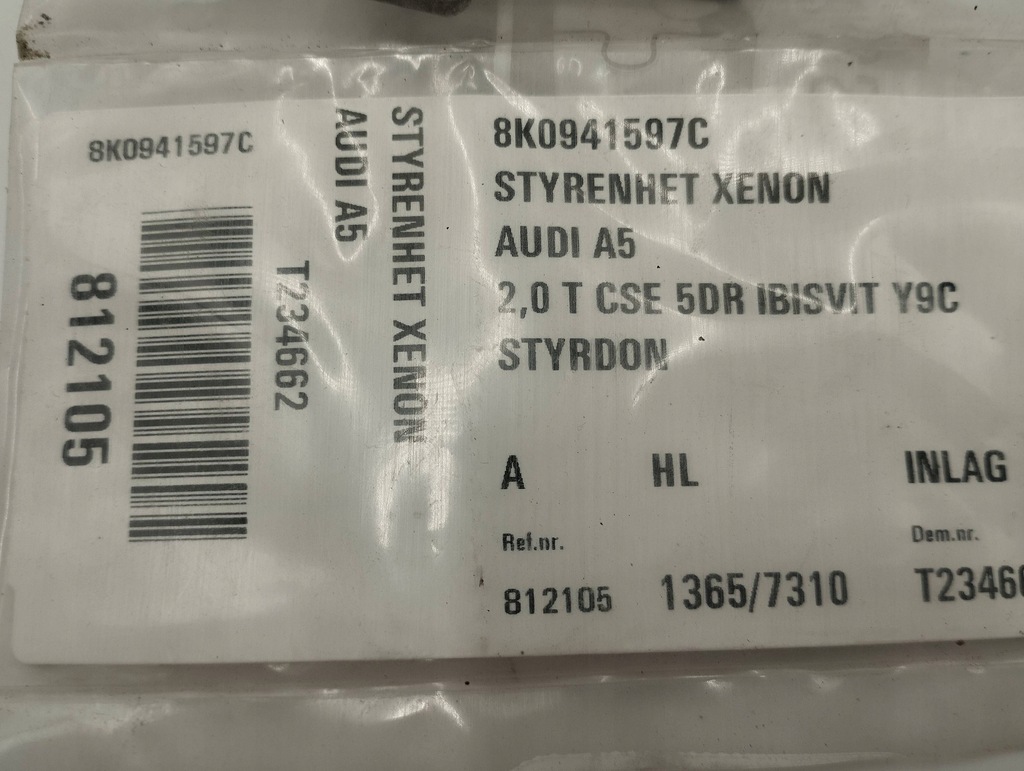 8K0941597C
812105
T234662
AUDI A5
STYRENHET XENON
8K0941597C
STYRENHET XENON
AUDI A5
2,0 T CSE 5DR IBISVIT Y9C
STYRDON
A HL INLAG
Ref.nr. Dem.nr.
812105 1365/7310 T23466